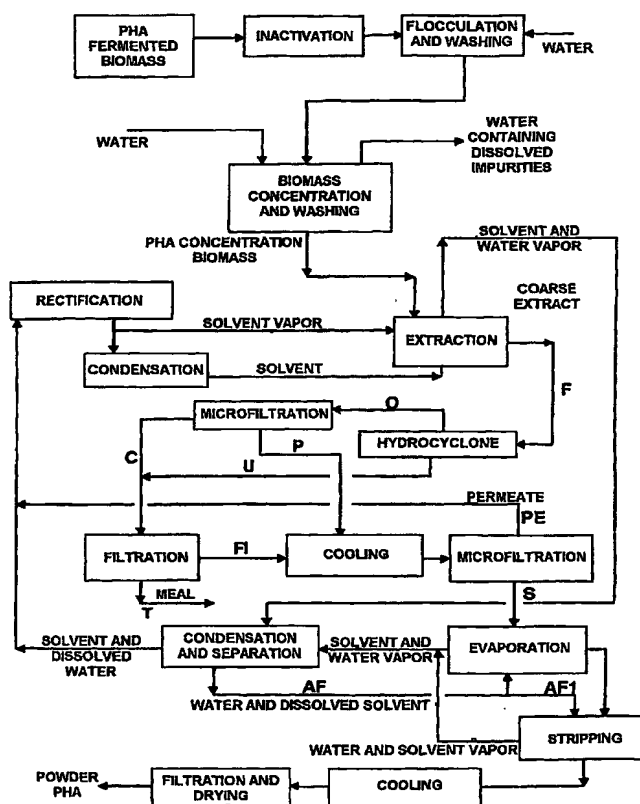 PHA
FERMENTED
BIOMASS
INACTIVATION
FLOCCULATION
AND WASHING
WATER
WATER
WATER
CONTAINING
DISSOLVED
IMPURITIES
BIOMASS
CONCENTRATION
AND WASHING
PHA CONCENTRATION
BIOMASS
SOLVENT AND
WATER VAPOR
RECTIFICATION
SOLVENT VAPOR
COARSE
EXTRACT
EXTRACTION
CONDENSATION
SOLVENT
F
MICROFILTRATION
O
HYDROCYCLONE
C
P
U
PERMEATE
PE
FILTRATION
FI
COOLING
MICROFILTRATION
MEAL
T
S
SOLVENT AND
DISSOLVED
WATER
CONDENSATION
AND SEPARATION
SOLVENT AND
WATER VAPOR
EVAPORATION
AF
AF1
WATER AND DISSOLVED SOLVENT
STRIPPING
WATER AND SOLVENT VAPOR
POWDER
PHA
FILTRATION AND
DRYING
COOLING